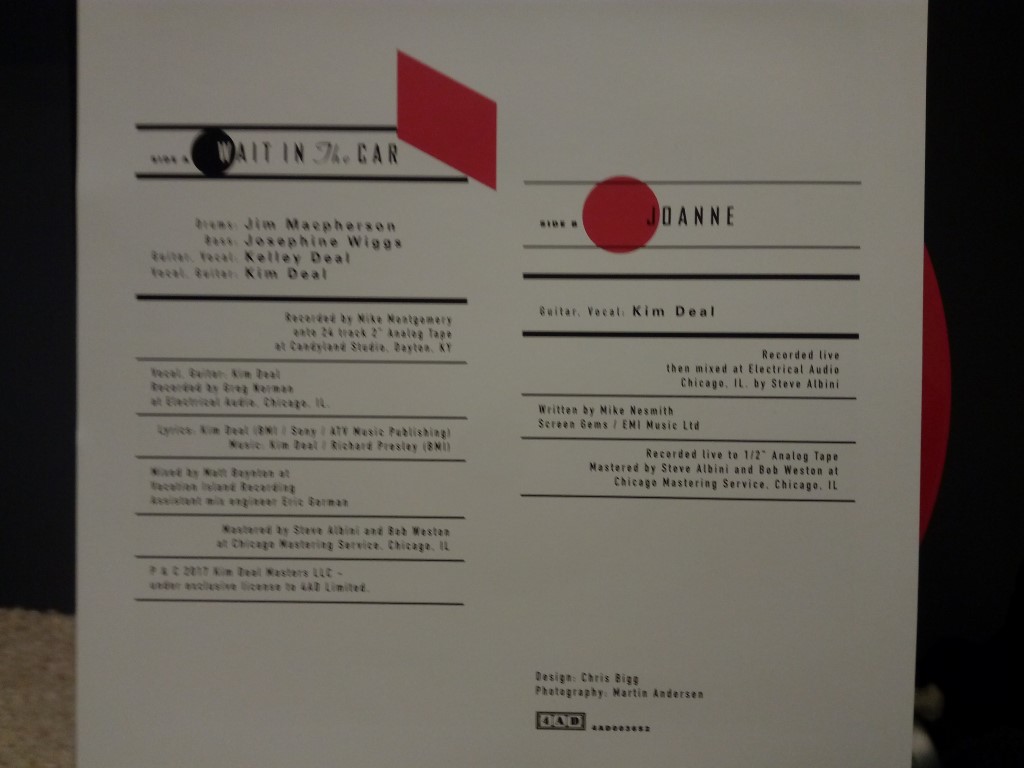 SIDE A WAIT IN The CAR
Drums: Jim Macpherson
Bass: Josephine Wiggs
Guitar, Vocal: Kelley Deal
Vocal, Guitar: Kim Deal
Recorded by Mike Montgomery
onto 24 track 2" Analog Tape
at Candyland Studio, Dayton, KY
Vocal, Guitar: Kim Deal
Recorded by Greg Norman
at Electrical Audio, Chicago, IL.
Lyrics: Kim Deal (BMI / Sony / ATV Music Publishing)
Music: Kim Deal / Richard Presley (BMI)
Mixed by Matt Boynton at
Vacation Island Recording
Assistant mix engineer Eric Gorman
Mastered by Steve Albini and Bob Weston
at Chicago Mastering Service, Chicago, IL
P & C 2017 Kim Deal Masters LLC –
under exclusive license to 4AD Limited.
SIDE B JOANNE
Guitar, Vocal: Kim Deal
Recorded live
then mixed at Electrical Audio
Chicago, IL, by Steve Albini
Written by Mike Nesmith
Screen Gems / EMI Music Ltd
Recorded live to 1/2" Analog Tape
Mastered by Steve Albini and Bob Weston at
Chicago Mastering Service, Chicago, IL
Design: Chris Bigg
Photography: Martin Andersen
4AD